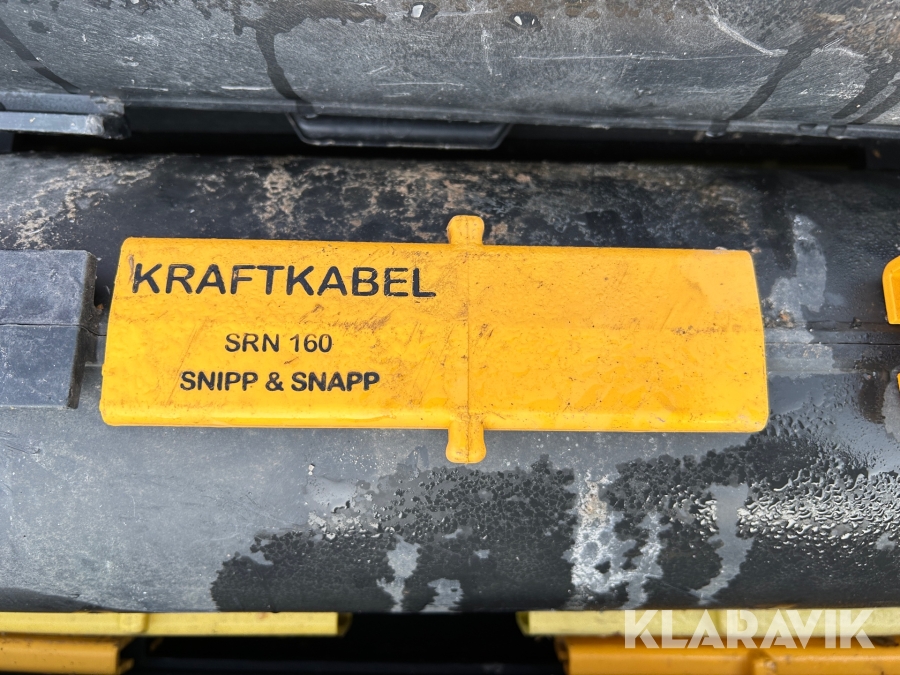 KRAFTKABEL
SRN 160
SNIPP & SNAPP
KLARAVIK